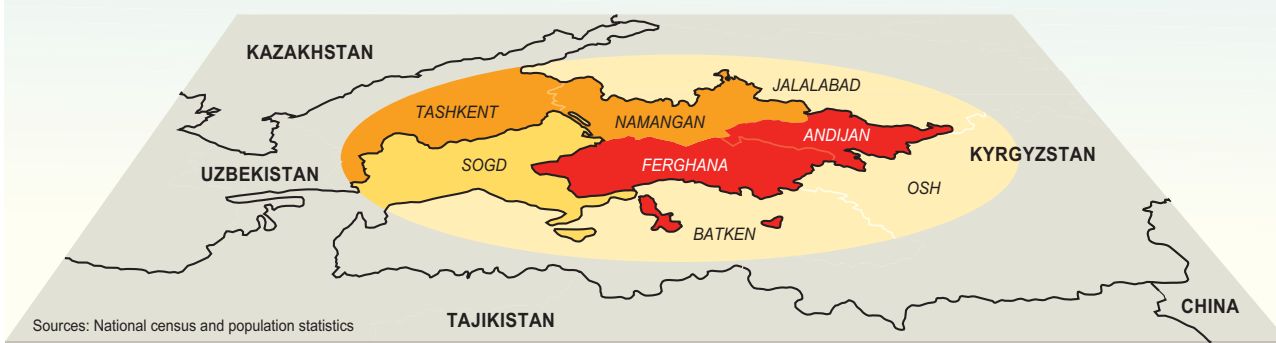 KAZAKHSTAN
JALALABAD
TASHKENT
NAMANGAN
ANDIJAN
KYRGYZSTAN
UZBEKISTAN
SOGD
FERGHANA
OSH
BATKEN
CHINA
TAJIKISTAN
Sources: National census and population statistics